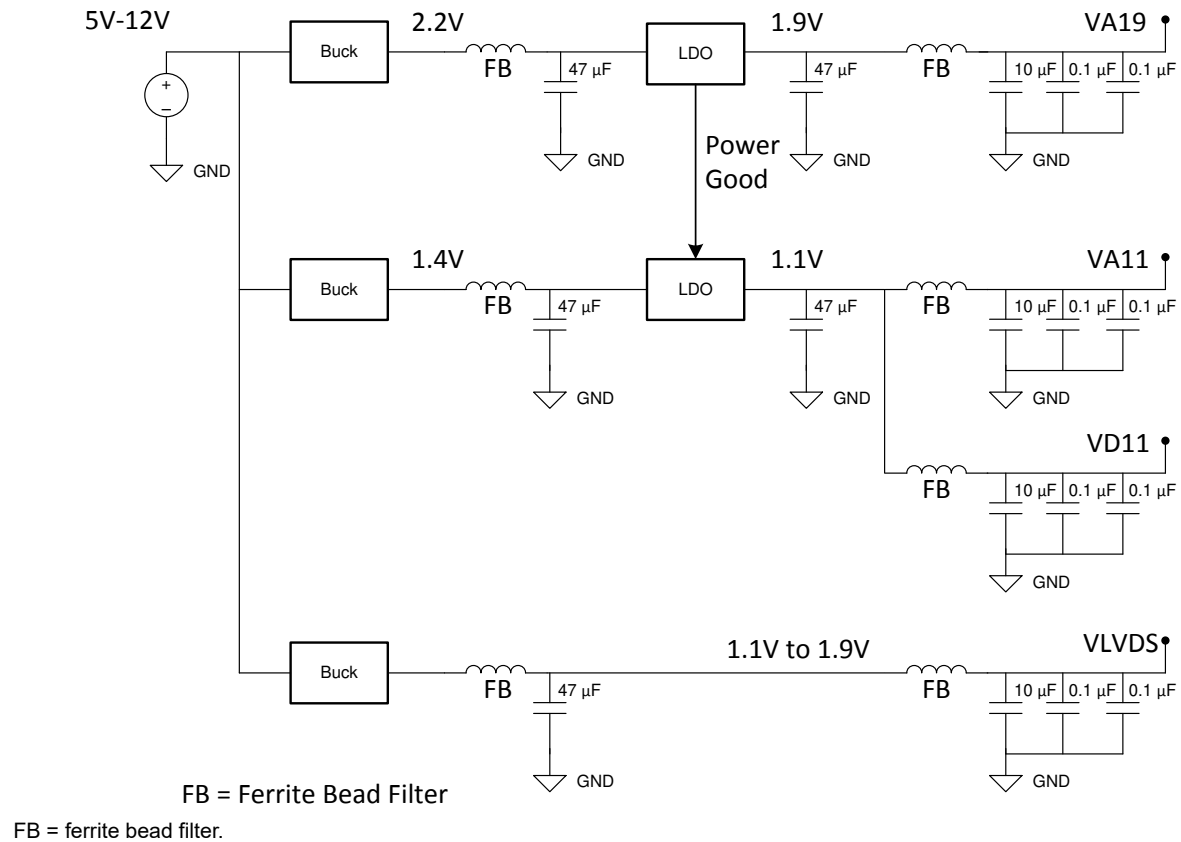 5V-12V
2.2V
1.9V
VA19
Buck
LDO
FB
47 µF
47 µF
FB
10 µF
0.1 µF
0.1 µF
+
–
GND
GND
Power
Good
GND
GND
1.4V
1.1V
VA11
Buck
LDO
FB
47 µF
47 µF
FB
10 µF
0.1 µF
0.1 µF
GND
GND
GND
VD11
FB
10 µF
0.1 µF
0.1 µF
GND
1.1V to 1.9V
VLVDS
Buck
FB
47 µF
FB
10 µF
0.1 µF
0.1 µF
GND
GND
FB = Ferrite Bead Filter
FB = ferrite bead filter.